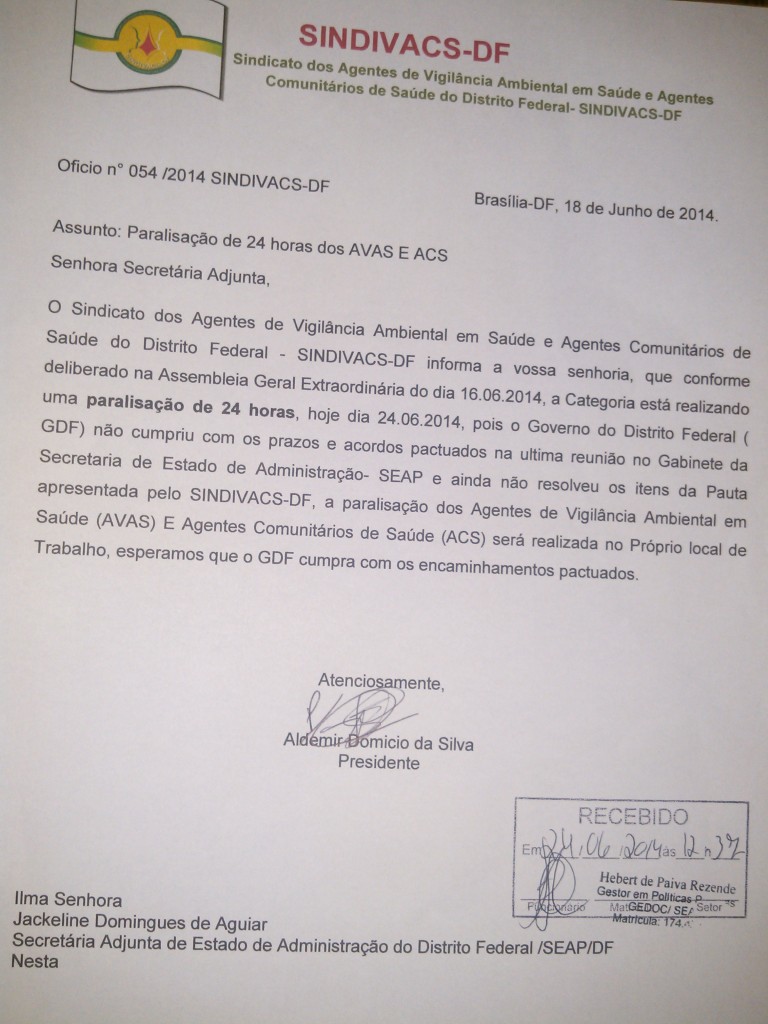 SINDIVACS-DF
Sindicato dos Agentes de Vigilância Ambiental em Saúde e Agentes
Comunitários de Saúde do Distrito Federal- SINDIVACS-DF
Oficio n° 054 /2014 SINDIVACS-DF
Brasília-DF, 18 de Junho de 2014.
Assunto: Paralisação de 24 horas dos AVAS E ACS
Senhora Secretária Adjunta,
O Sindicato dos Agentes de Vigilância Ambiental em Saúde e Agentes Comunitários de
Saúde do Distrito Federal - SINDIVACS-DF informa a vossa senhoria, que conforme
deliberado na Assembleia Geral Extraordinária do dia 16.06.2014, a Categoria está realizando
uma paralisação de 24 horas, hoje dia 24.06.2014, pois o Governo do Distrito Federal (
GDF) não cumpriu com os prazos e acordos pactuados na ultima reunião no Gabinete da
Secretaria de Estado de Administração- SEAP e ainda não resolveu os itens da Pauta
apresentada pelo SINDIVACS-DF, a paralisação dos Agentes de Vigilância Ambiental em
Saúde (AVAS) E Agentes Comunitários de Saúde (ACS) será realizada no Próprio local de
Trabalho, esperamos que o GDF cumpra com os encaminhamentos pactuados.
Atenciosamente,
Aldemir Domicio da Silva
Presidente
RECEBIDO
Em 24/06/2014 às 12 h 37
Hebert de Paiva Rezende
Gestor em Políticas P
Funcionário Mat GEDOC/ SEA Setor
Matrícula: 174.
Ilma Senhora
Jackeline Domingues de Aguiar
Secretária Adjunta de Estado de Administração do Distrito Federal /SEAP/DF
Nesta